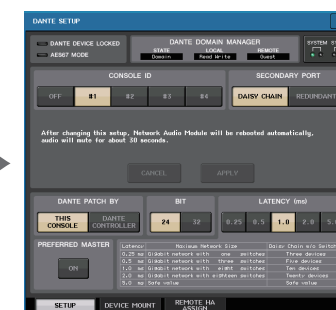 DANTE SETUP
DANTE DEVICE LOCKED
AES67 MODE
DANTE DOMAIN MANAGER
STATE LOCAL REMOTE
Domain Read Write Guest
SYSTEM
CONSOLE ID
OFF #1 #2 #3 #4
SECONDARY PORT
DAISY CHAIN REDUNDANT
After changing this setup, Network Audio Module will be rebooted automatically,
audio will mute for about 30 seconds.
CANCEL APPLY
DANTE PATCH BY
THIS CONSOLE DANTE CONTROLLER
BIT
24 32
LATENCY (ms)
0.25 0.5 1.0 2.0 5.0
PREFERRED MASTER
ON
Latency Maximum Network Size Daisy Chain w/o Switch
0.25 ms Gigabit network with one switches Three devices
0.5 ms Gigabit network with three switches Five devices
1.0 ms Gigabit network with eight switches Ten devices
2.0 ms Gigabit network with eighteen switches Twenty devices
5.0 ms Safe value Safe value
SETUP DEVICE MOUNT REMOTE HA ASSIGN